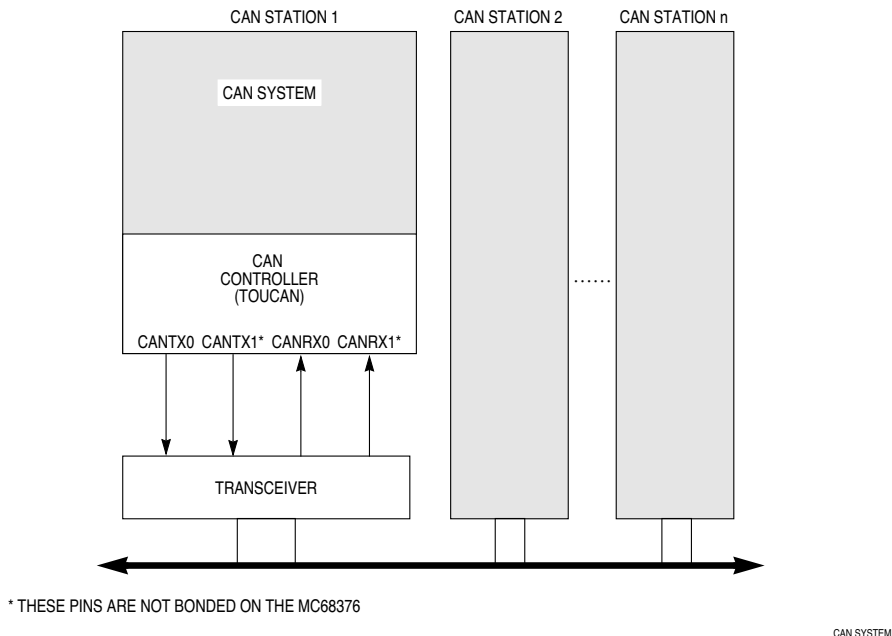 CAN STATION 1
CAN STATION 2
CAN STATION n
CAN SYSTEM
CAN
CONTROLLER
(TOUCAN)
......
CANTX0 CANTX1* CANRX0 CANRX1*
TRANSCEIVER
* THESE PINS ARE NOT BONDED ON THE MC68376
CAN SYSTEM